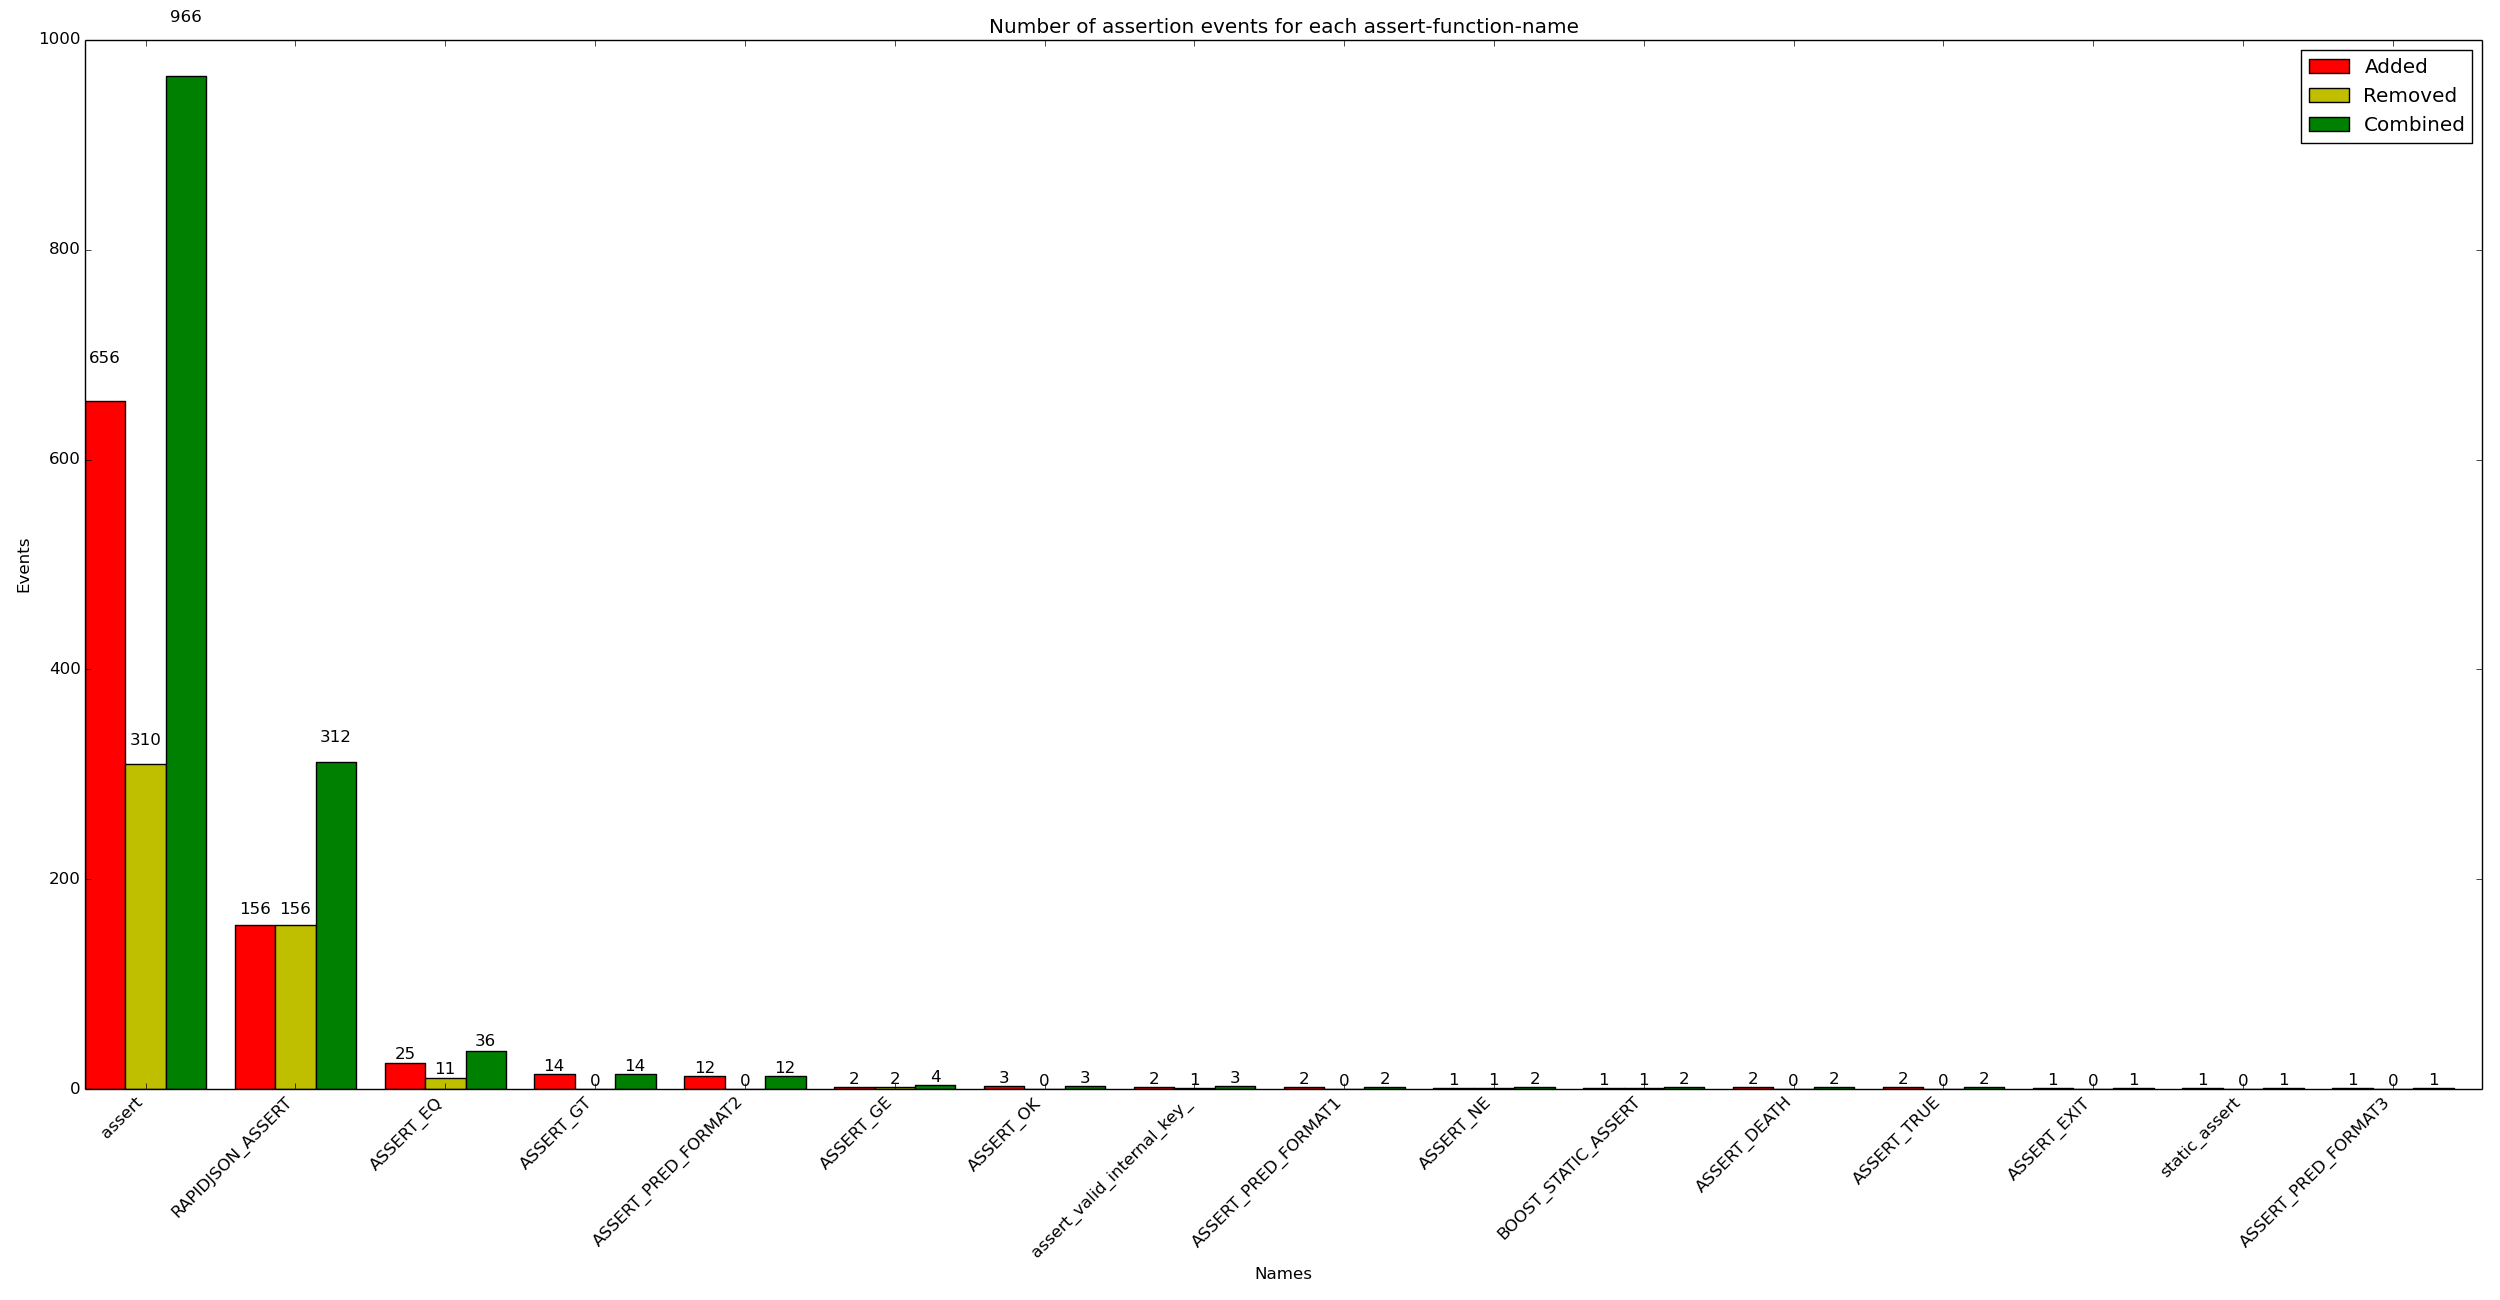 966
Number of assertion events for each assert-function-name
1000
800
600
400
200
0
Events
Added
Removed
Combined
656
310
156 156 312
25 11 36
14 0 14
12 0 12
2 2 4
3 0 3
2 1 3
2 0 2
1 1 2
1 1 2
2 0 2
2 0 2
1 0 1
1 0 1
1 0 1
assert
RAPIDJSON_ASSERT
ASSERT_EQ
ASSERT_GT
ASSERT_PRED_FORMAT2
ASSERT_GE
ASSERT_OK
assert_valid_internal_key_
ASSERT_PRED_FORMAT1
ASSERT_NE
BOOST_STATIC_ASSERT
ASSERT_DEATH
ASSERT_TRUE
ASSERT_EXIT
static_assert
ASSERT_PRED_FORMAT3
Names